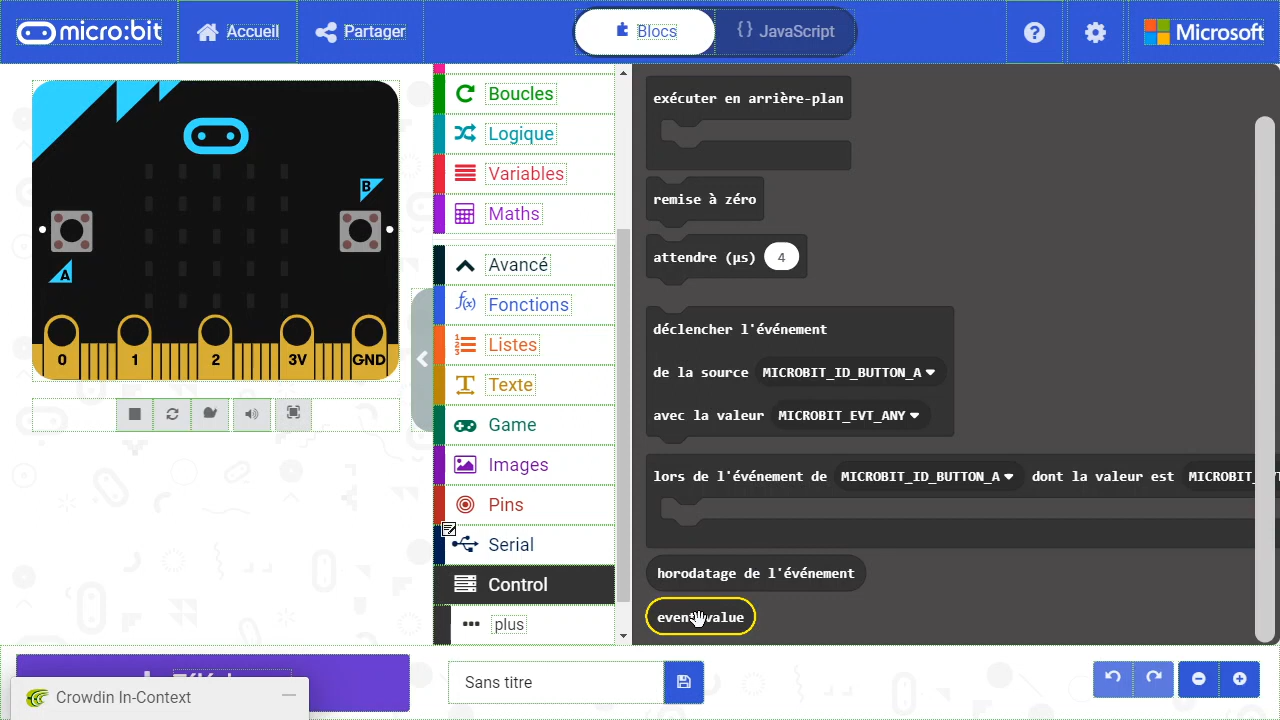 micro:bit
Accueil
Partager
Blocs
{} JavaScript
?
Microsoft
B
A
0
1
2
3V
GND
Boucles
Logique
Variables
Maths
Avancé
Fonctions
Listes
Texte
Game
Images
Pins
Serial
Control
plus
exécuter en arrière-plan
remise à zéro
attendre (µs) 4
déclencher l'événement
de la source MICROBIT_ID_BUTTON_A
avec la valeur MICROBIT_EVT_ANY
lors de l'événement de MICROBIT_ID_BUTTON_A dont la valeur est MICROBIT_
horodatage de l'événement
event value
Sans titre
Crowdin In-Context